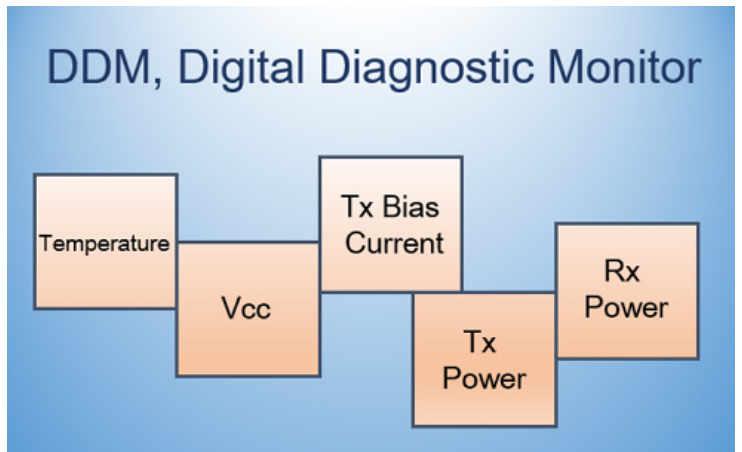 DDM, Digital Diagnostic Monitor
Temperature
Vcc
Tx Bias
Current
Tx
Power
Rx
Power